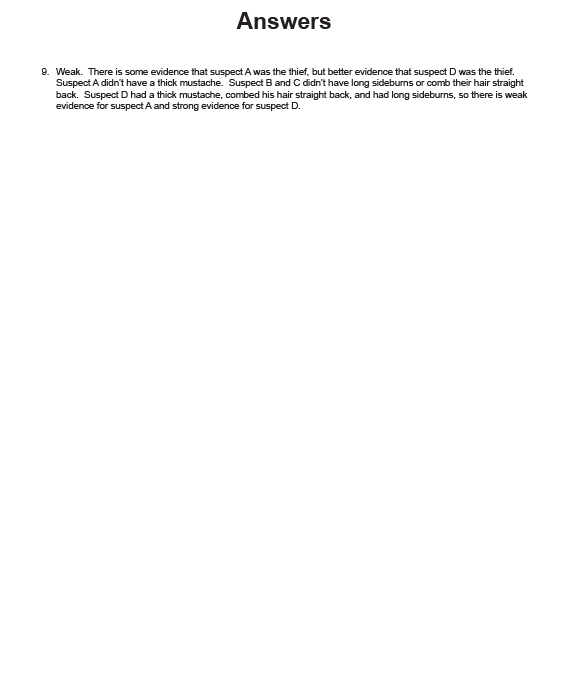 Answers
9. Weak. There is some evidence that suspect A was the thief, but better evidence that suspect D was the thief.
Suspect A didn't have a thick mustache. Suspect B and C didn't have long sideburns or comb their hair straight
back. Suspect D had a thick mustache, combed his hair straight back, and had long sideburns, so there is weak
evidence for suspect A and strong evidence for suspect D.